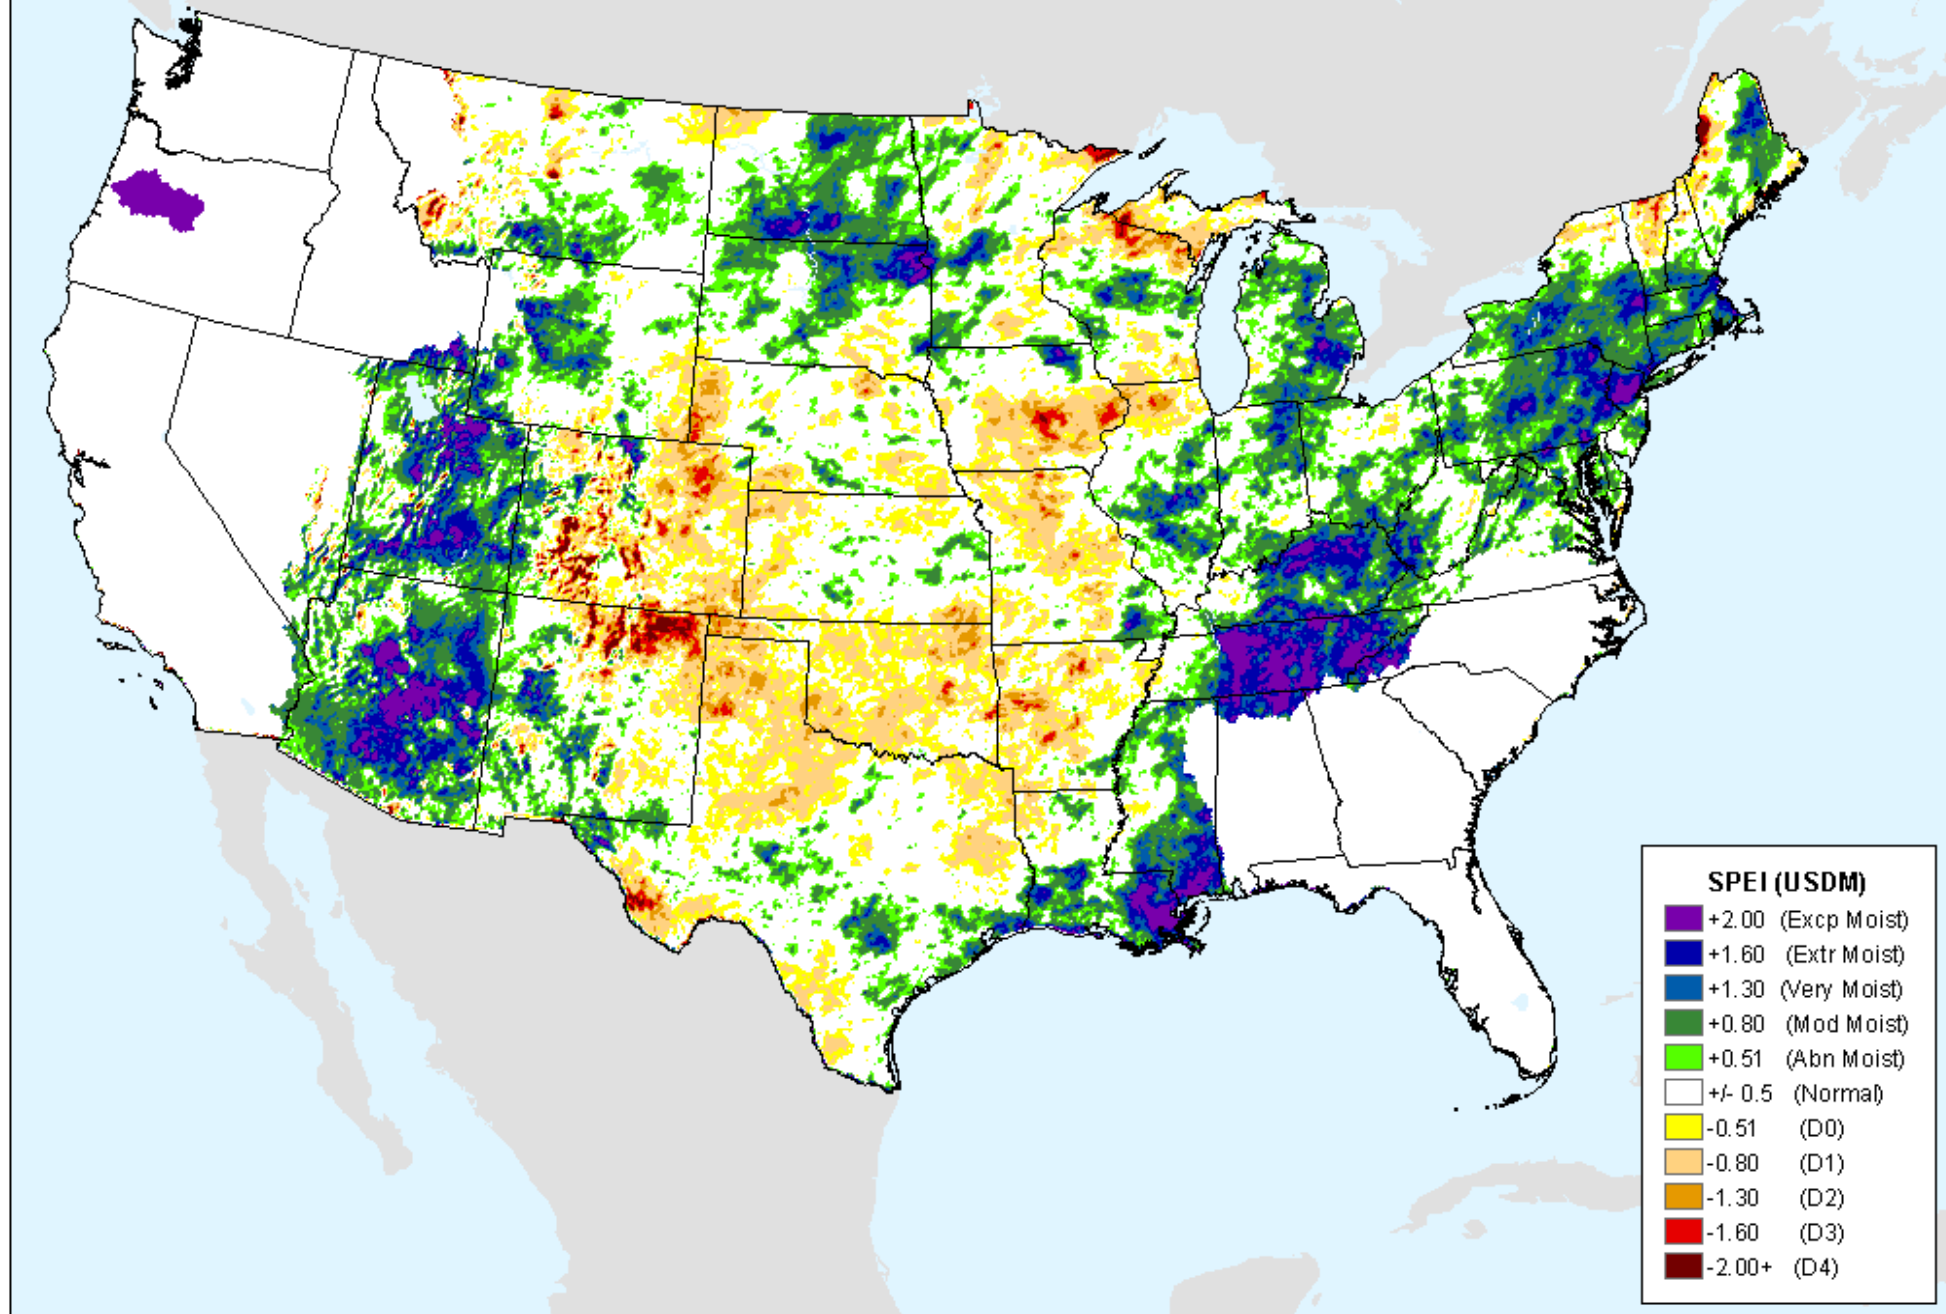 SPEI (USDM)
+2.00 (Excp Moist)
+1.60 (Extr Moist)
+1.30 (Very Moist)
+0.80 (Mod Moist)
+0.51 (Abn Moist)
+/- 0.5 (Normal)
-0.51 (D0)
-0.80 (D1)
-1.30 (D2)
-1.60 (D3)
-2.00+ (D4)